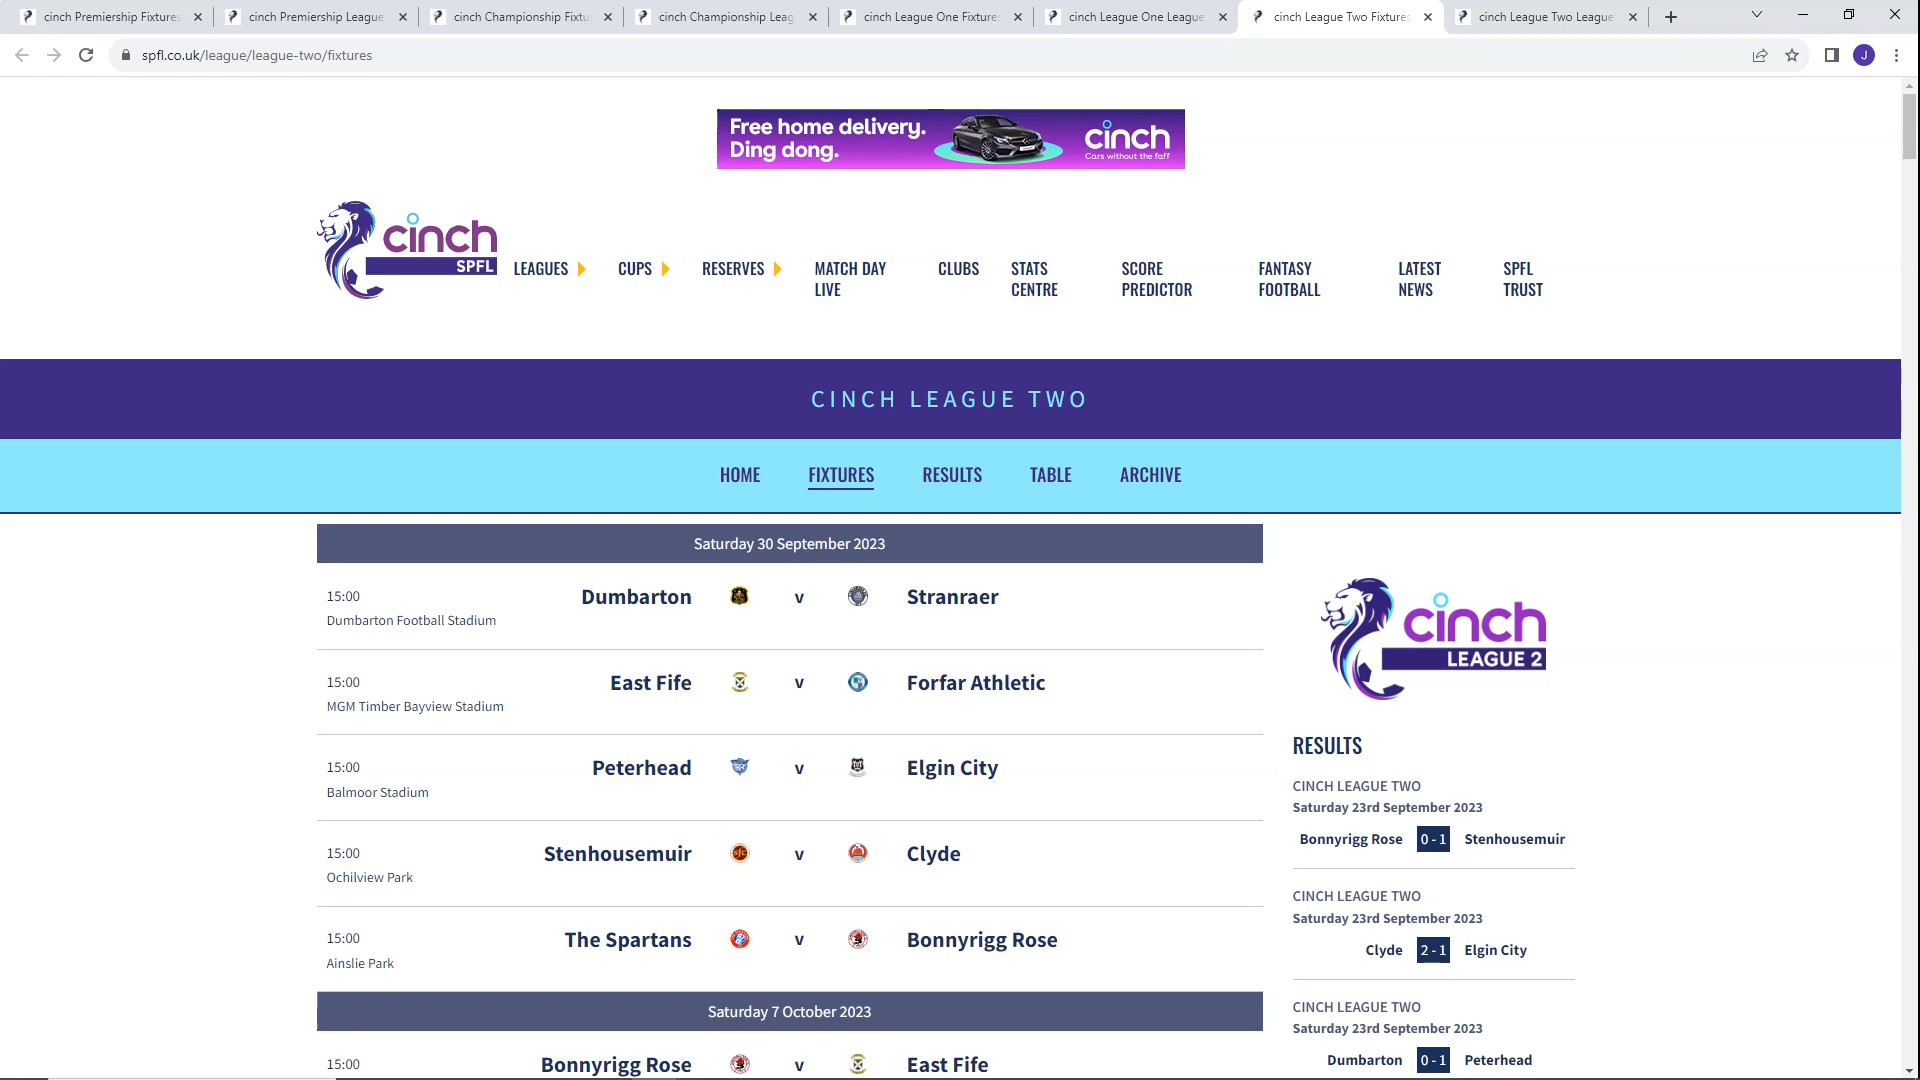 cinch Premiership Fixtures
cinch Premiership League
cinch Championship Fixtu
cinch Championship Leag
cinch League One Fixtures
cinch League One League
cinch League Two Fixtures
cinch League Two League
spfl.co.uk/league/league-two/fixtures
J
Free home delivery.
Ding dong.
cinch
Cars without the faff
cinch
SPFL
LEAGUES
CUPS
RESERVES
MATCH DAY
LIVE
CLUBS
STATS
CENTRE
SCORE
PREDICTOR
FANTASY
FOOTBALL
LATEST
NEWS
SPFL
TRUST
CINCH LEAGUE TWO
HOME
FIXTURES
RESULTS
TABLE
ARCHIVE
Saturday 30 September 2023
15:00
Dumbarton v Stranraer
Dumbarton Football Stadium
15:00
East Fife v Forfar Athletic
MGM Timber Bayview Stadium
15:00
Peterhead v Elgin City
Balmoor Stadium
15:00
Stenhousemuir v Clyde
Ochilview Park
15:00
The Spartans v Bonnyrigg Rose
Ainslie Park
Saturday 7 October 2023
15:00
Bonnyrigg Rose v East Fife
cinch
LEAGUE 2
RESULTS
CINCH LEAGUE TWO
Saturday 23rd September 2023
Bonnyrigg Rose 0 - 1 Stenhousemuir
CINCH LEAGUE TWO
Saturday 23rd September 2023
Clyde 2 - 1 Elgin City
CINCH LEAGUE TWO
Saturday 23rd September 2023
Dumbarton 0 - 1 Peterhead